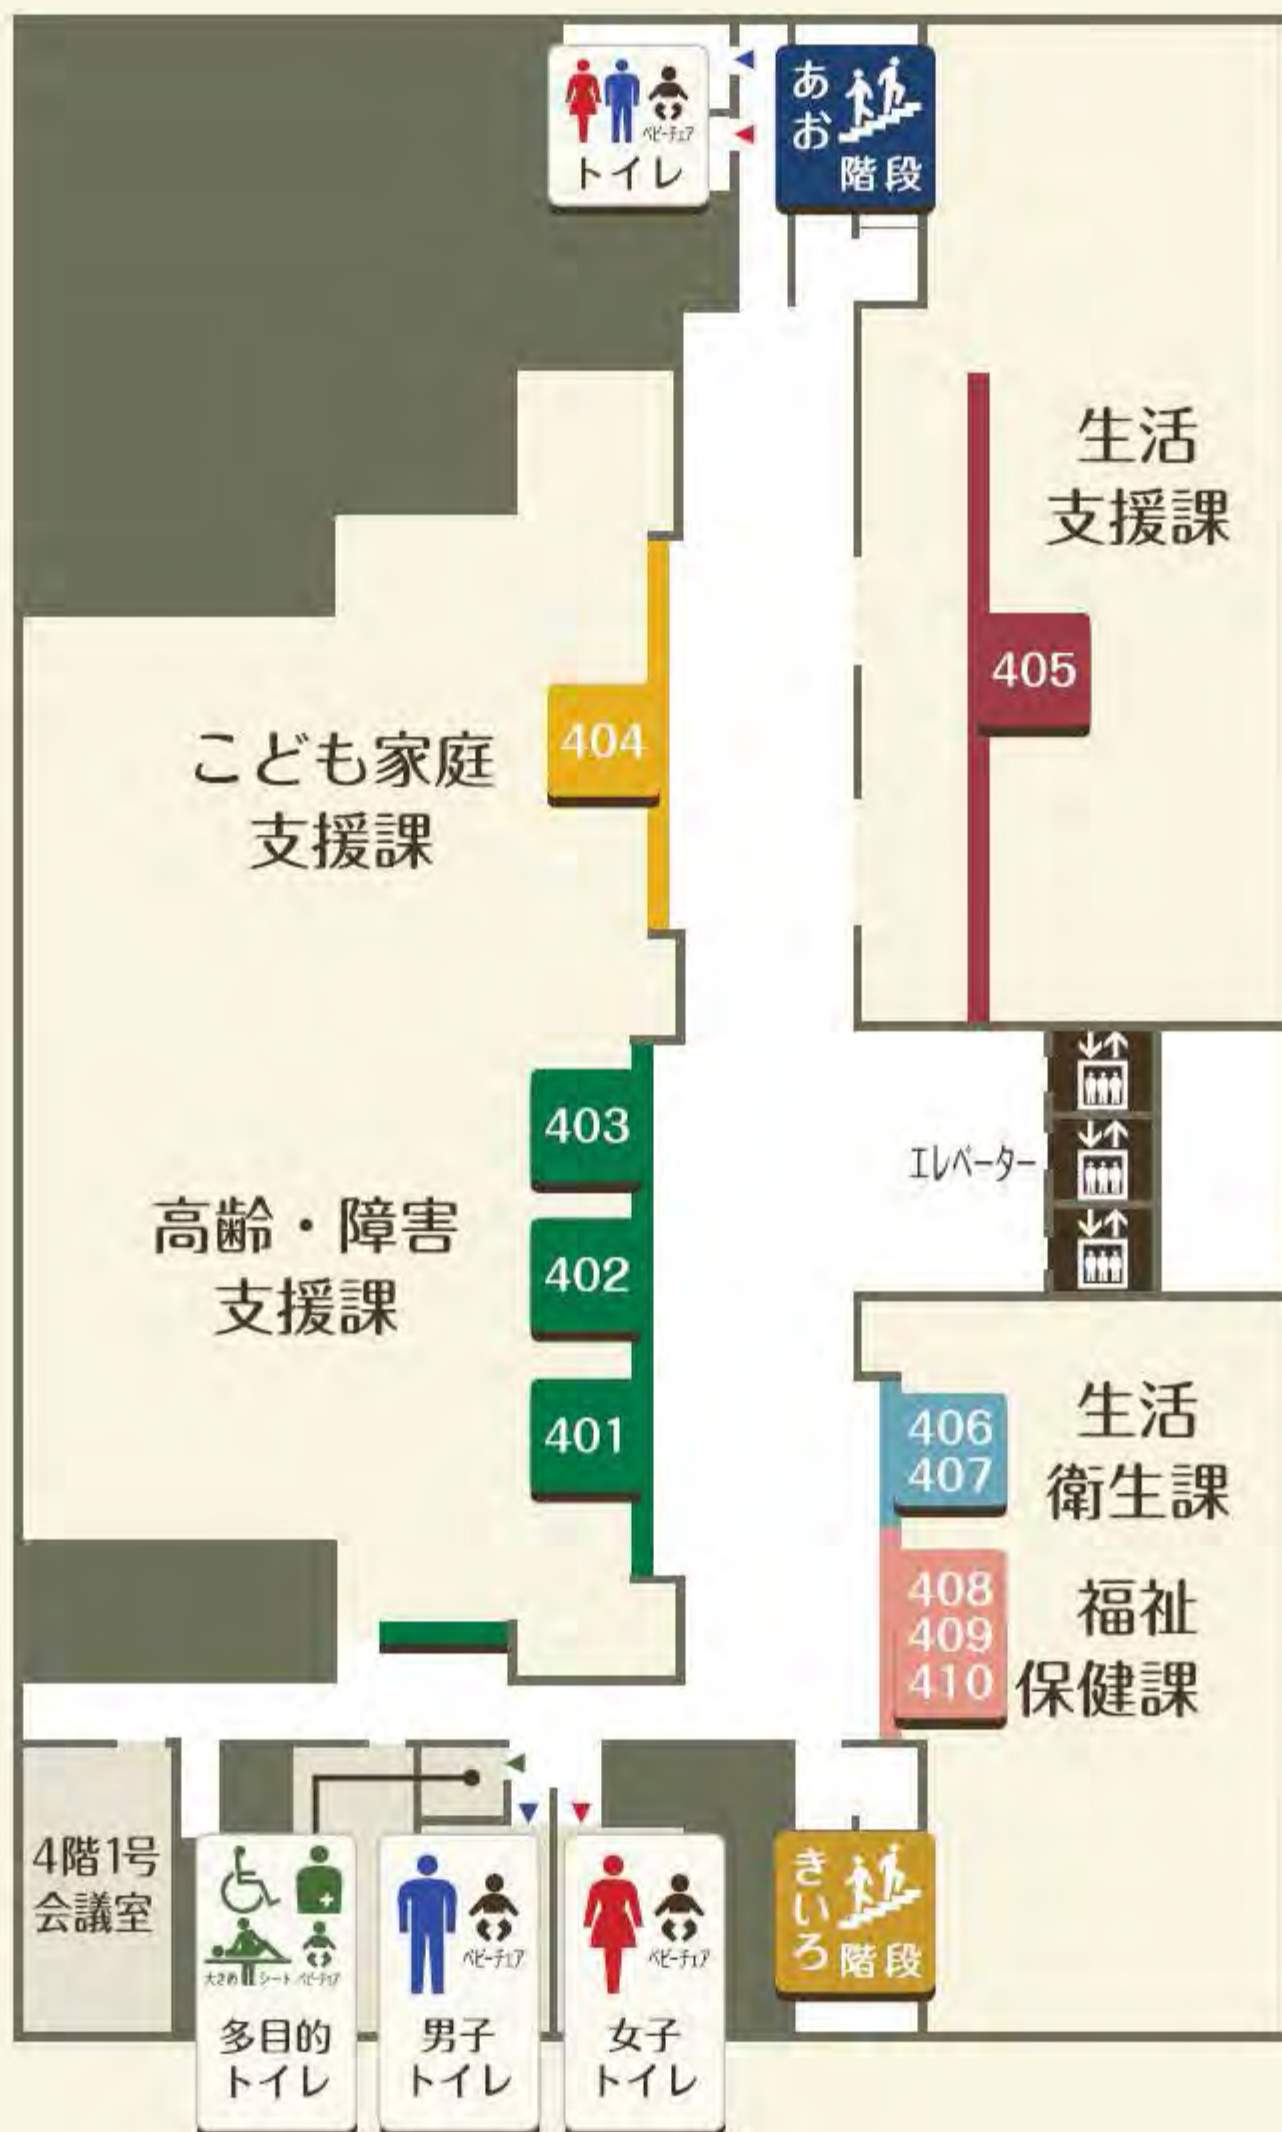 ベビーチェア
トイレ
あお
階段
生活
支援課
405
404
こども家庭
支援課
403
エレベーター
402
高齢・障害
支援課
401
406
407
生活
衛生課
408
409
410
福祉
保健課
4階1号
会議室
大きめシート
ベビーチェア
多目的
トイレ
ベビーチェア
男子
トイレ
ベビーチェア
女子
トイレ
きいろ
階段